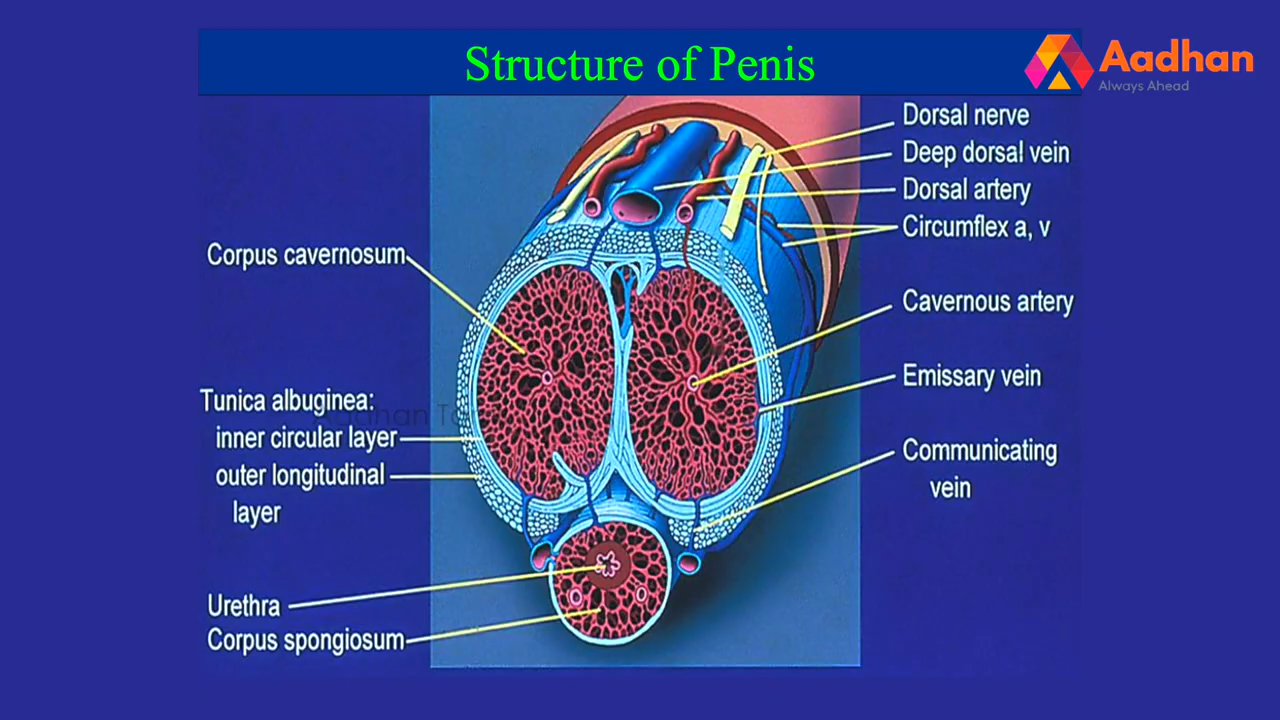 Structure of Penis
Aadhan
Always Ahead
Dorsal nerve
Deep dorsal vein
Dorsal artery
Circumflex a, v
Corpus cavernosum
Cavernous artery
Emissary vein
Tunica albuginea:
inner circular layer
outer longitudinal
layer
Communicating
vein
Urethra
Corpus spongiosum
Aadhan